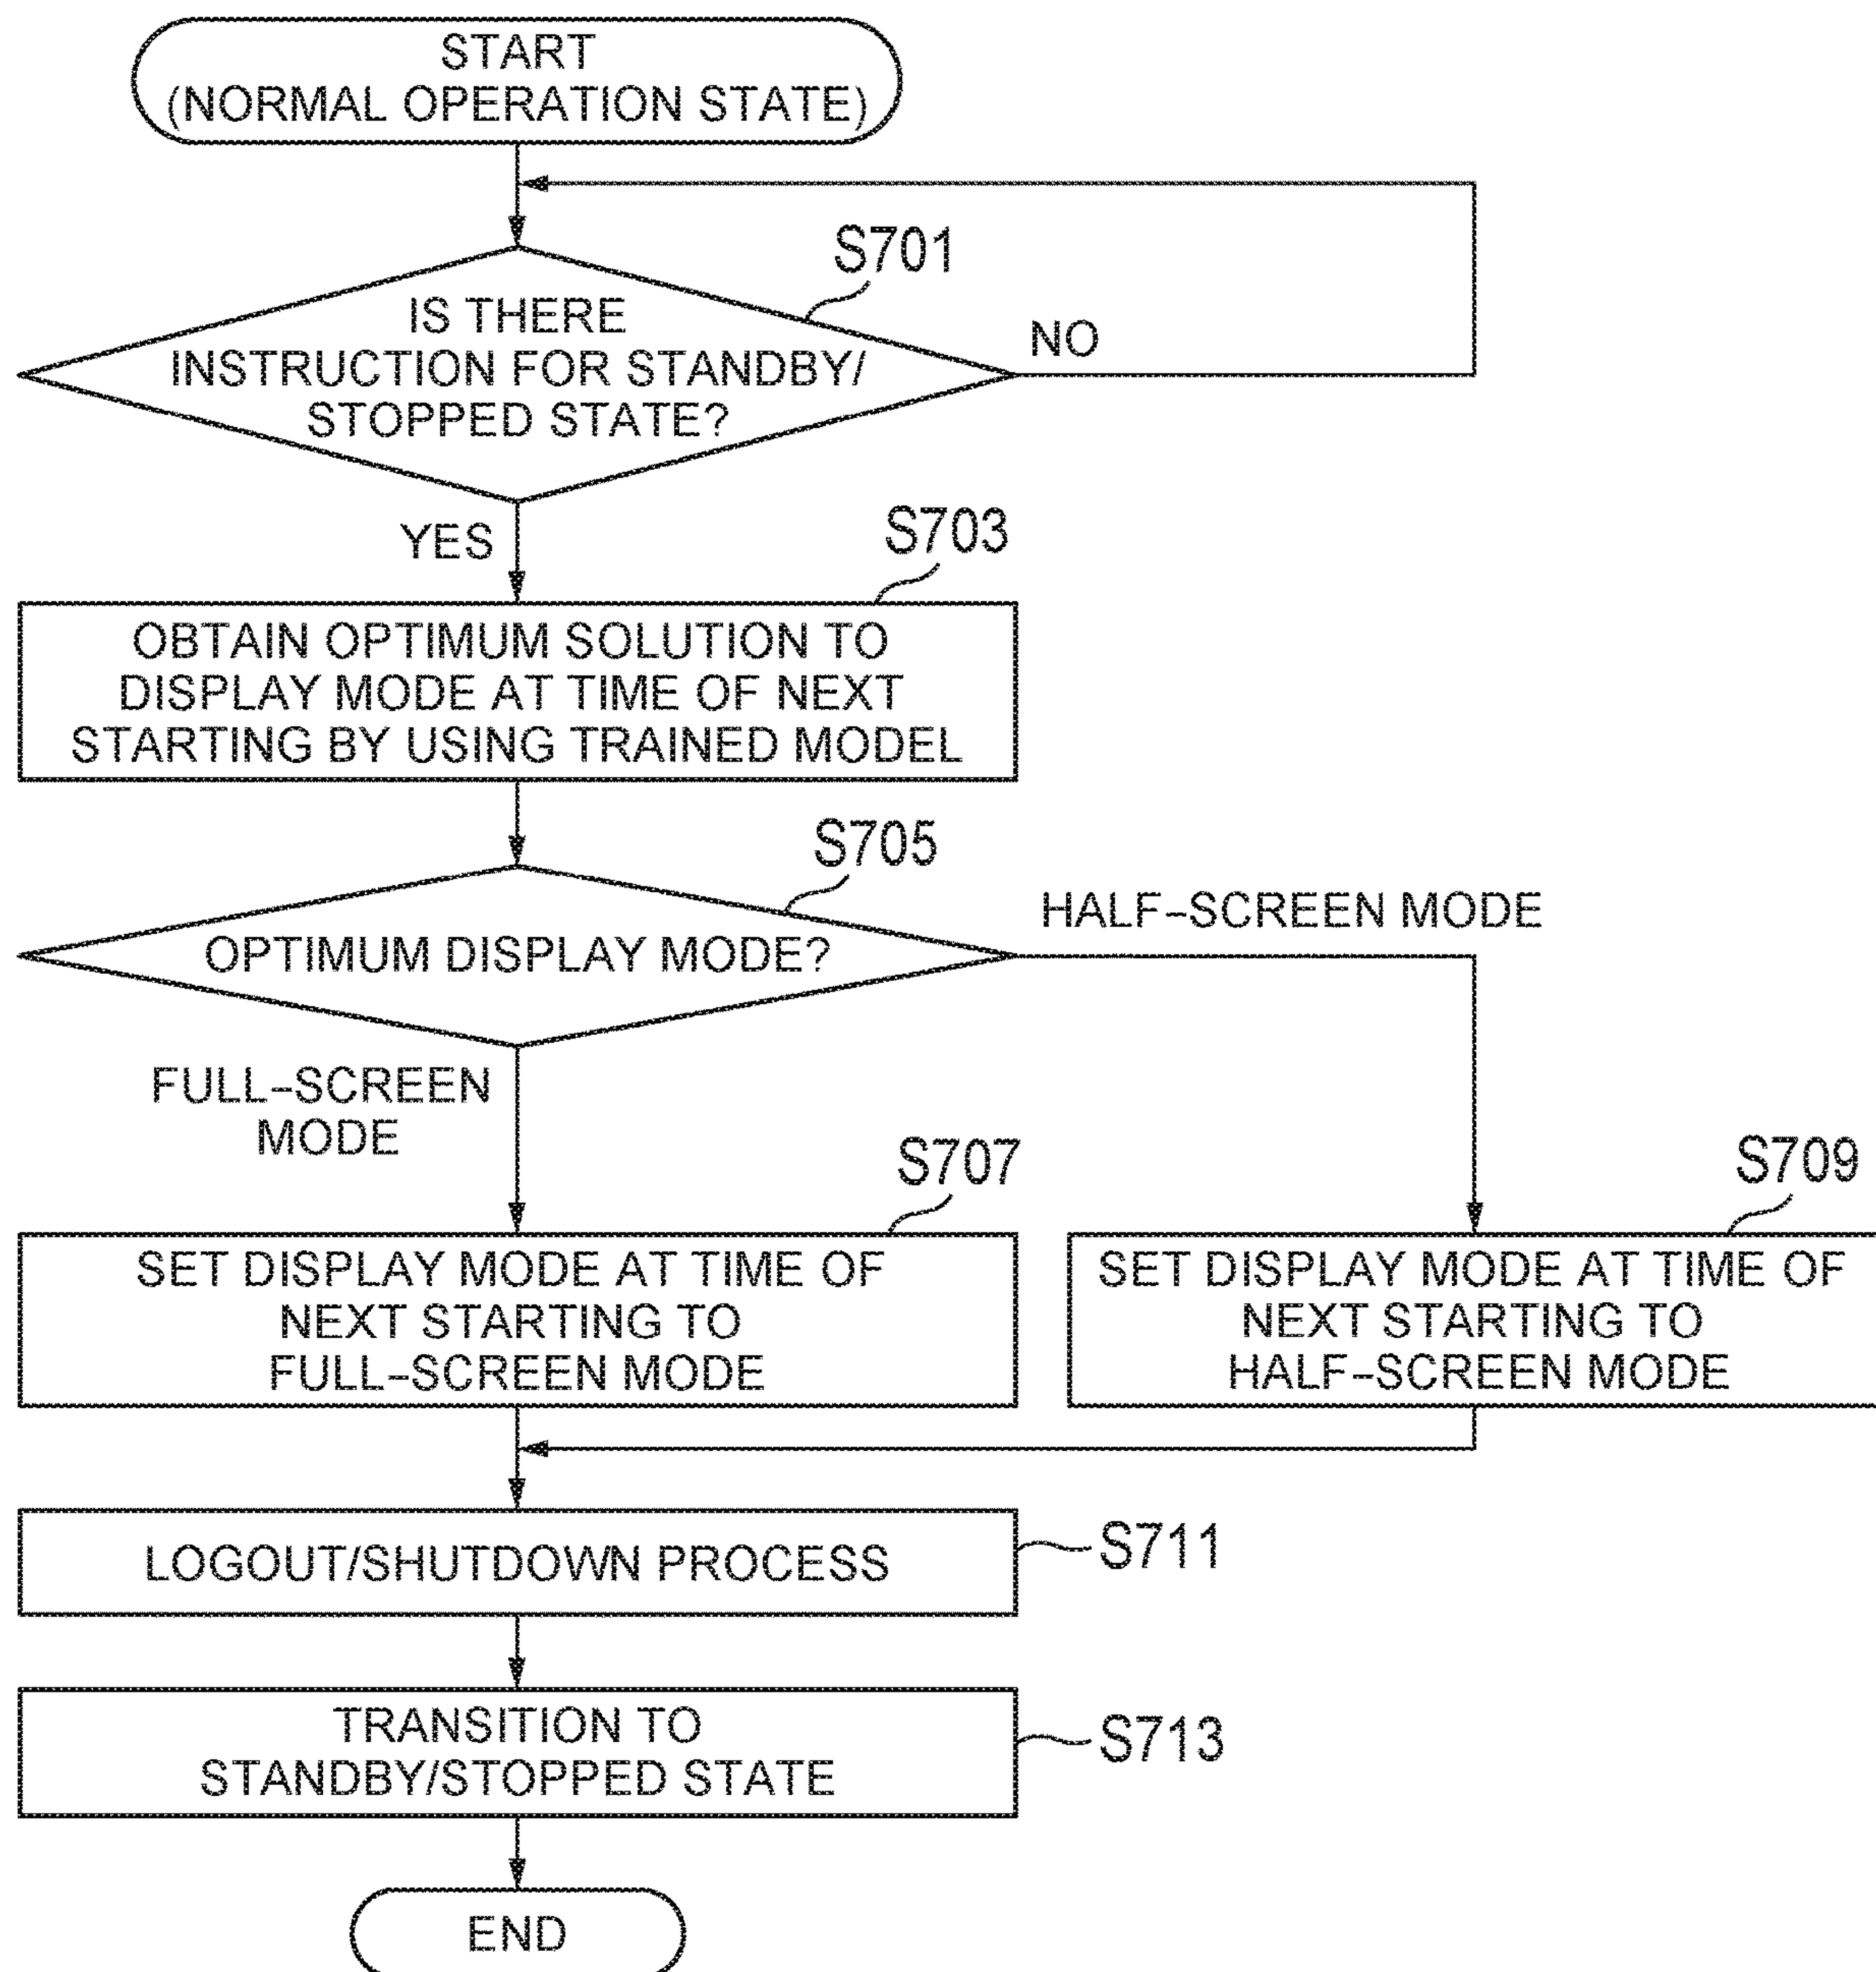 START
(NORMAL OPERATION STATE)
S701
IS THERE
INSTRUCTION FOR STANDBY/
STOPPED STATE?
NO
YES
S703
OBTAIN OPTIMUM SOLUTION TO
DISPLAY MODE AT TIME OF NEXT
STARTING BY USING TRAINED MODEL
S705
OPTIMUM DISPLAY MODE?
HALF-SCREEN MODE
FULL-SCREEN
MODE
S707
SET DISPLAY MODE AT TIME OF
NEXT STARTING TO
FULL-SCREEN MODE
S709
SET DISPLAY MODE AT TIME OF
NEXT STARTING TO
HALF-SCREEN MODE
LOGOUT/SHUTDOWN PROCESS
S711
TRANSITION TO
STANDBY/STOPPED STATE
S713
END